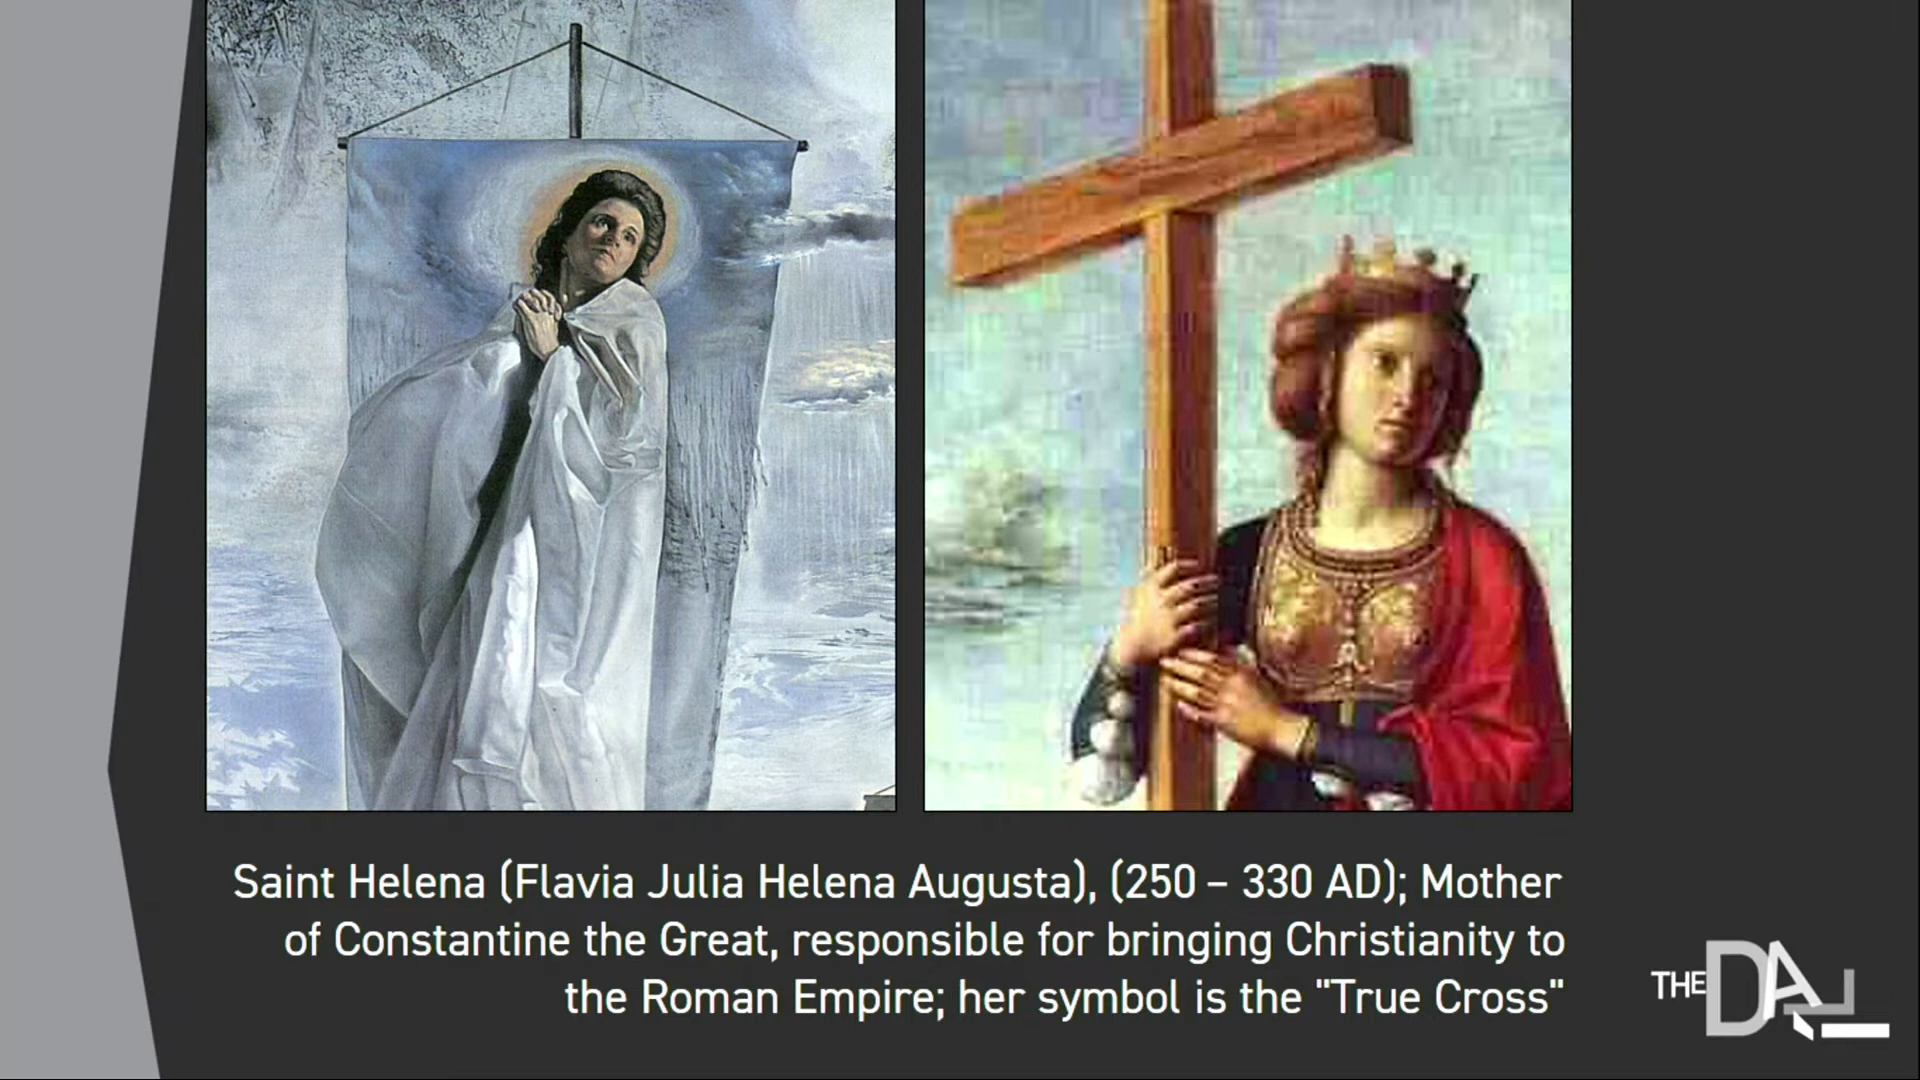 Saint Helena (Flavia Julia Helena Augusta), (250 – 330 AD); Mother
of Constantine the Great, responsible for bringing Christianity to
the Roman Empire; her symbol is the "True Cross"
THE DALÍ